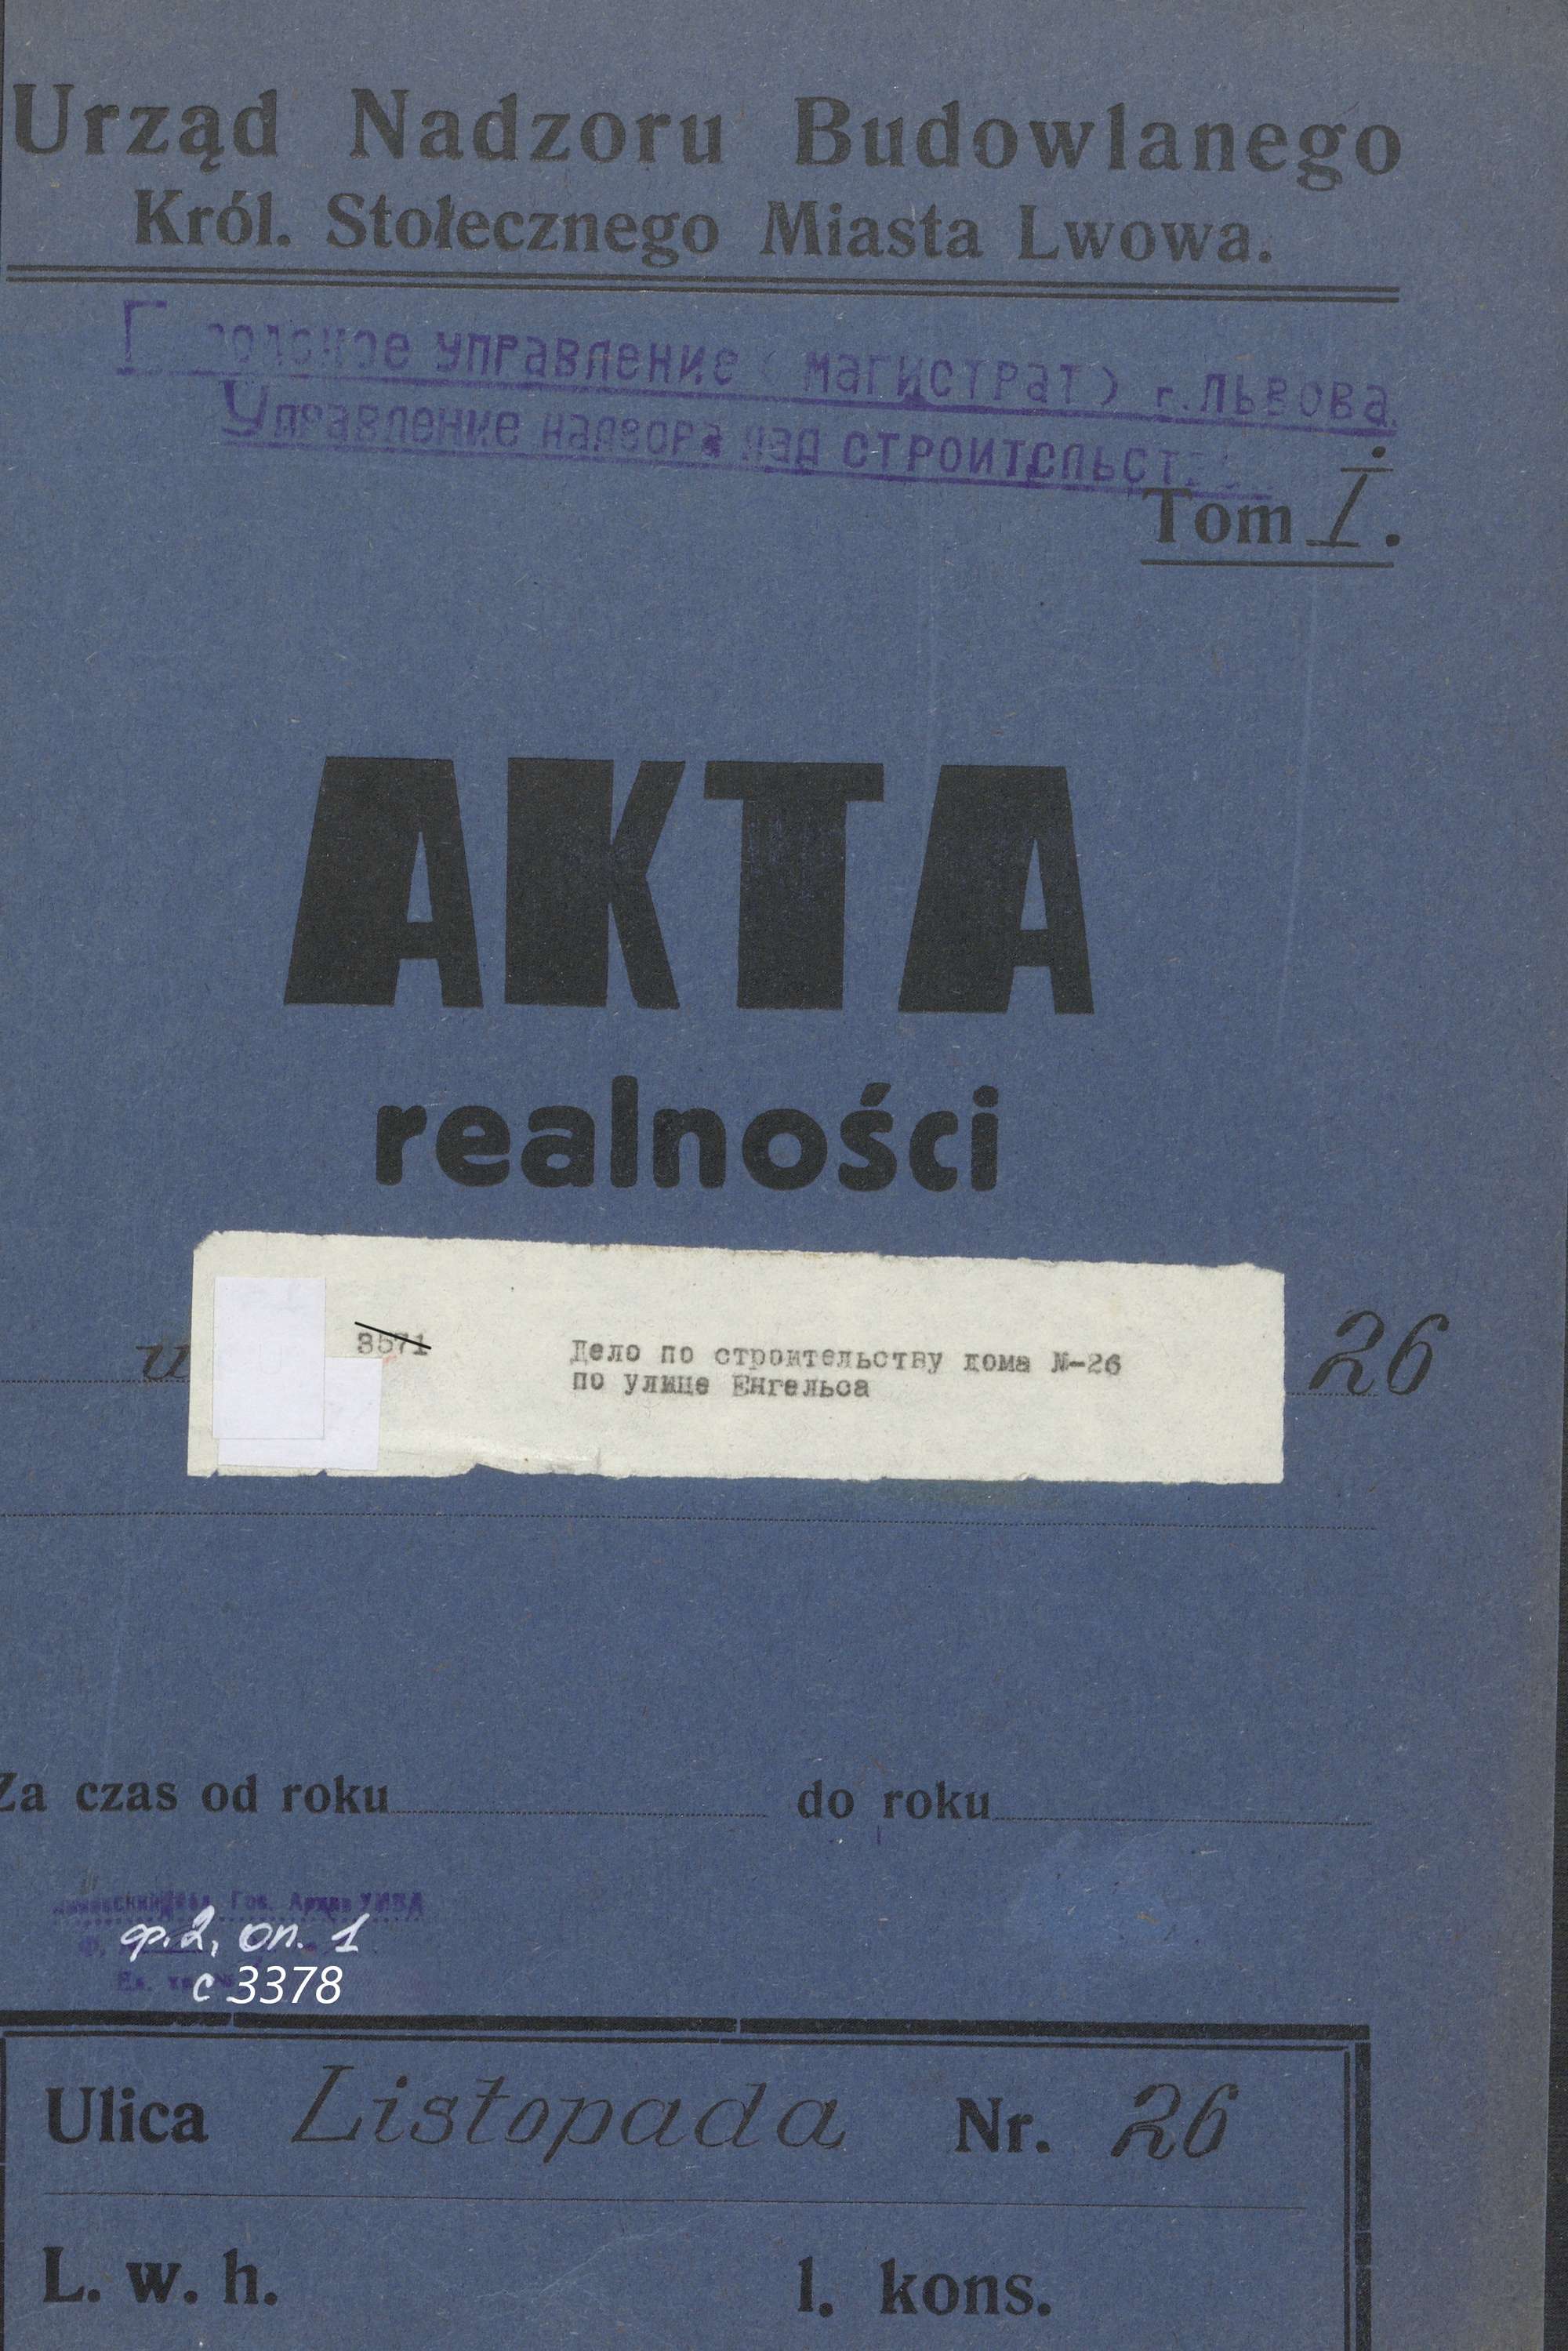 Urząd Nadzoru Budowlanego
Król. Stołecznego Miasta Lwowa.
управление (магистрат) г. Львова
Управление надзора над
Tom I.
AKTA
realności
u 26
3571 Дело по строительству дома №-26
по улице Енгельса
Za czas od roku do roku
Гос. Архив
ф. 2, оп. 1
с 3378
Ulica Listopada Nr. 26
L. w. h. l. kons.